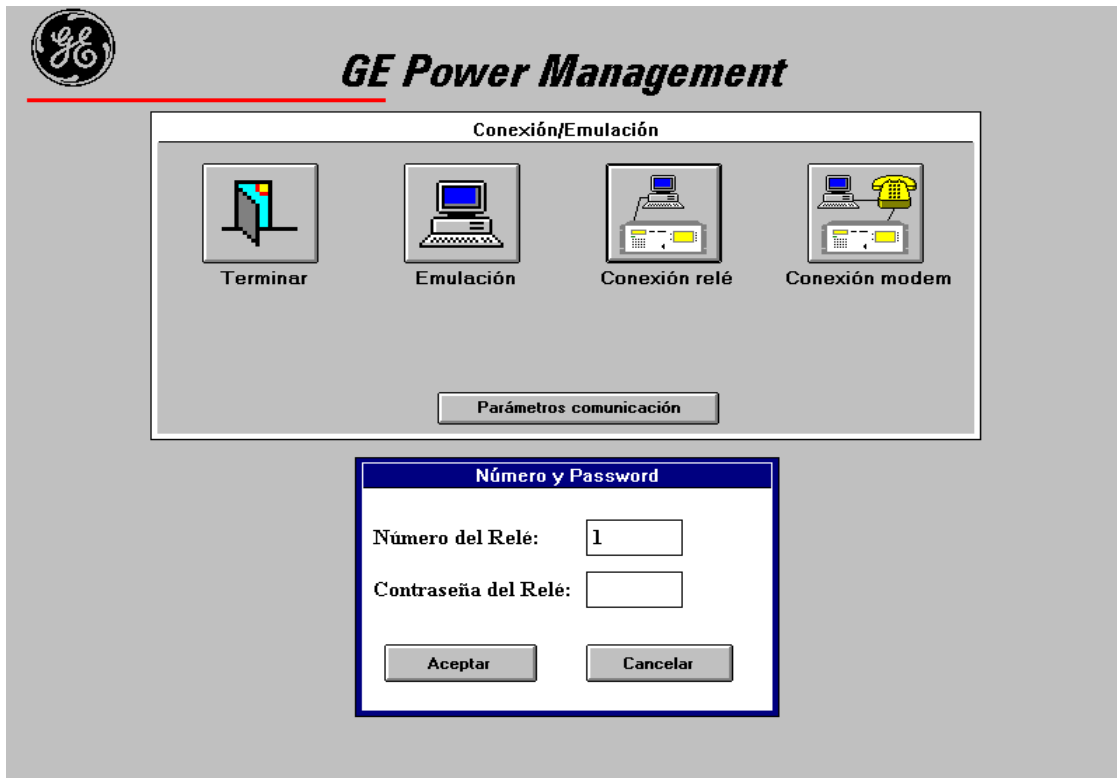 GE
GE Power Management
Conexión/Emulación
Terminar
Emulación
Conexión relé
Conexión modem
Parámetros comunicación
Número y Password
Número del Relé:
1
Contraseña del Relé:
Aceptar
Cancelar